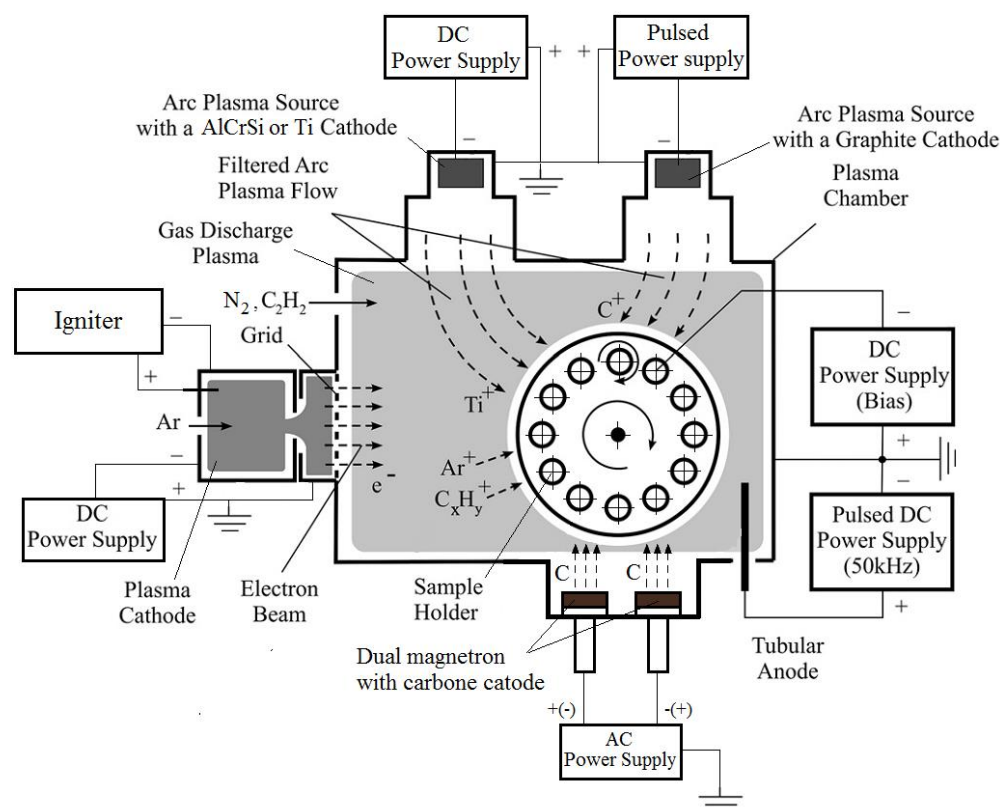 DC
Power Supply
+
+
Pulsed
Power supply
Arc Plasma Source
with a AlCrSi or Ti Cathode
−
−
Arc Plasma Source
with a Graphite Cathode
Filtered Arc
Plasma Flow
Plasma
Chamber
Gas Discharge
Plasma
N₂ , C₂H₂
C⁺
Igniter
−
Grid
−
+
DC
Power Supply
(Bias)
Ti⁺
Ar
+
−
Ar⁺
CₓHᵧ⁺
−
+
e⁻
DC
Power Supply
Pulsed DC
Power Supply
(50kHz)
+
C
C
Plasma
Cathode
Electron
Beam
Sample
Holder
Tubular
Anode
Dual magnetron
with carbone catode
+(-)
-(+)
AC
Power Supply